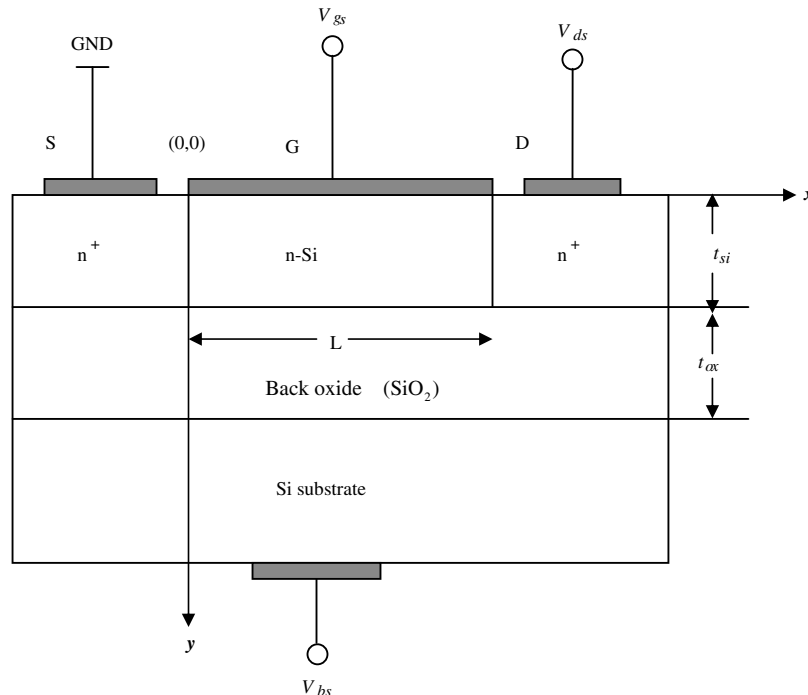 V_gs
V_ds
GND
S (0,0) G D
x
n+ n-Si n+
t_si
L
t_ox
Back oxide (SiO₂)
Si substrate
y
V_bs